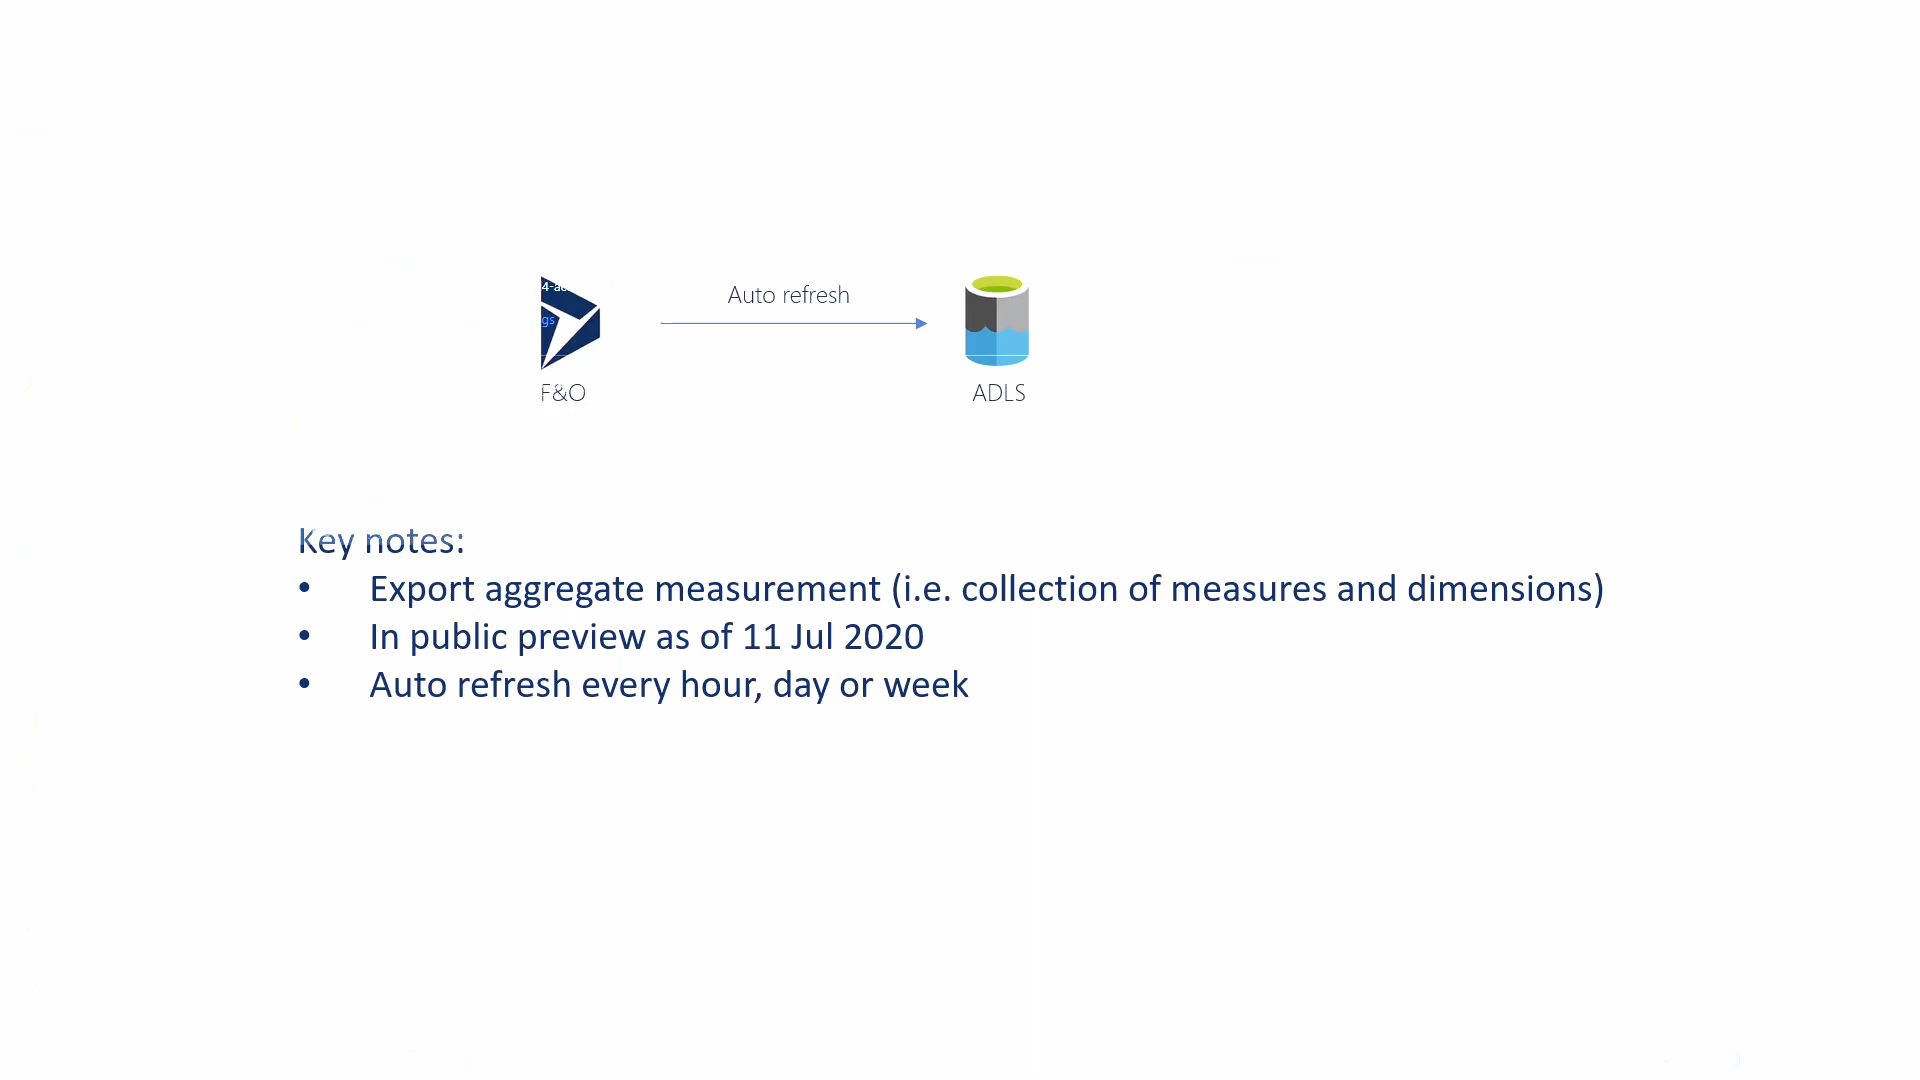 Auto refresh
F&O
ADLS
Key notes:
• Export aggregate measurement (i.e. collection of measures and dimensions)
• In public preview as of 11 Jul 2020
• Auto refresh every hour, day or week